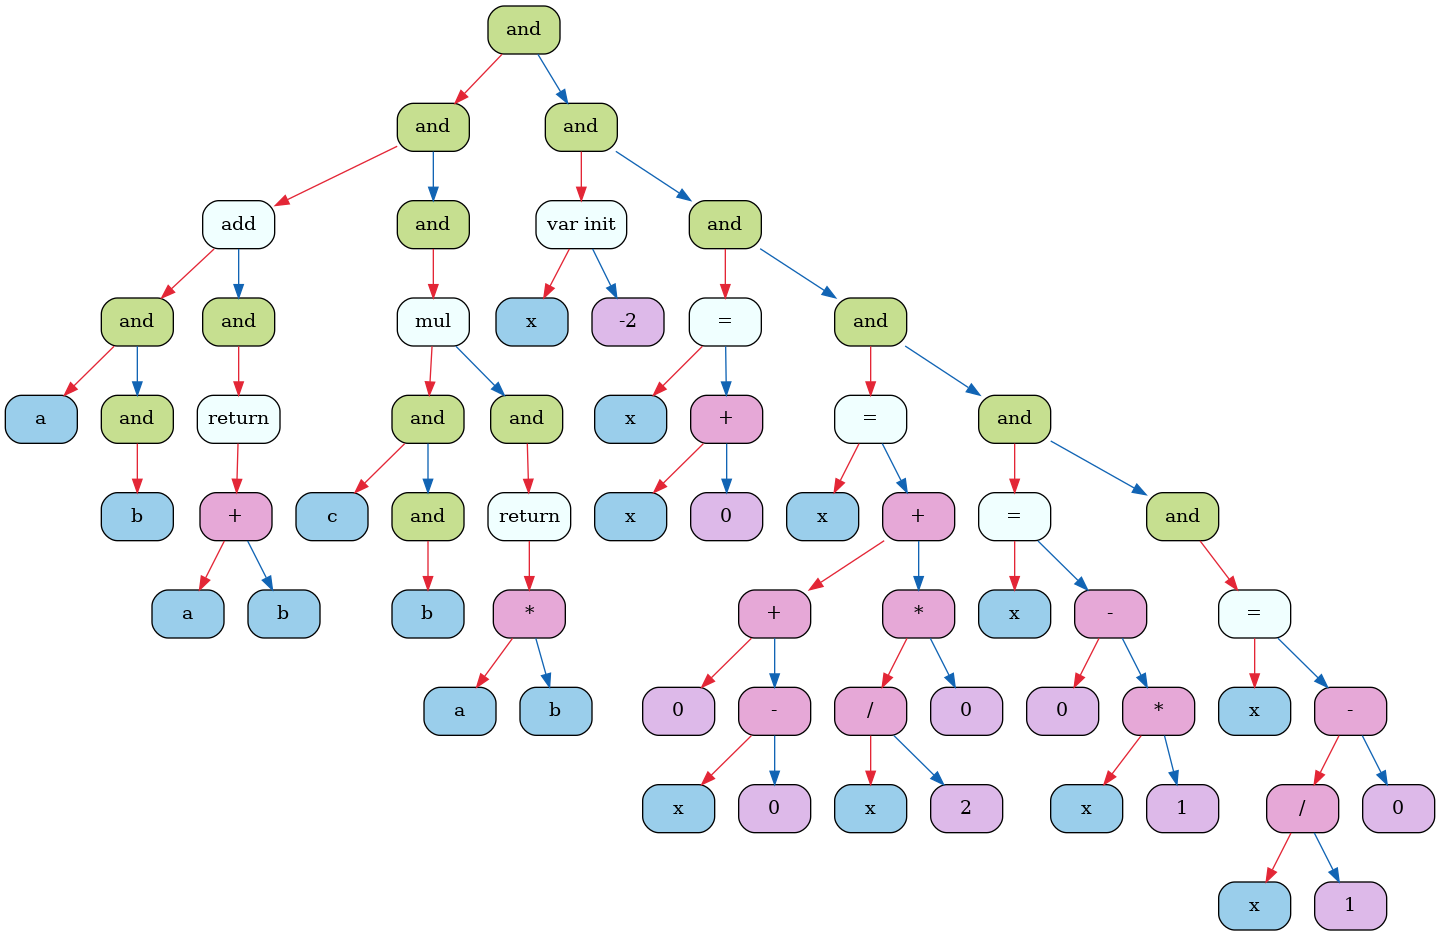 and
and and
add and var init and
and and mul x -2 = and
a and return and and x + = and
b + c and return x 0 x + = and
a b b * + * x - =
a b 0 - / 0 0 * x -
x 0 x 2 x 1 / 0
x 1